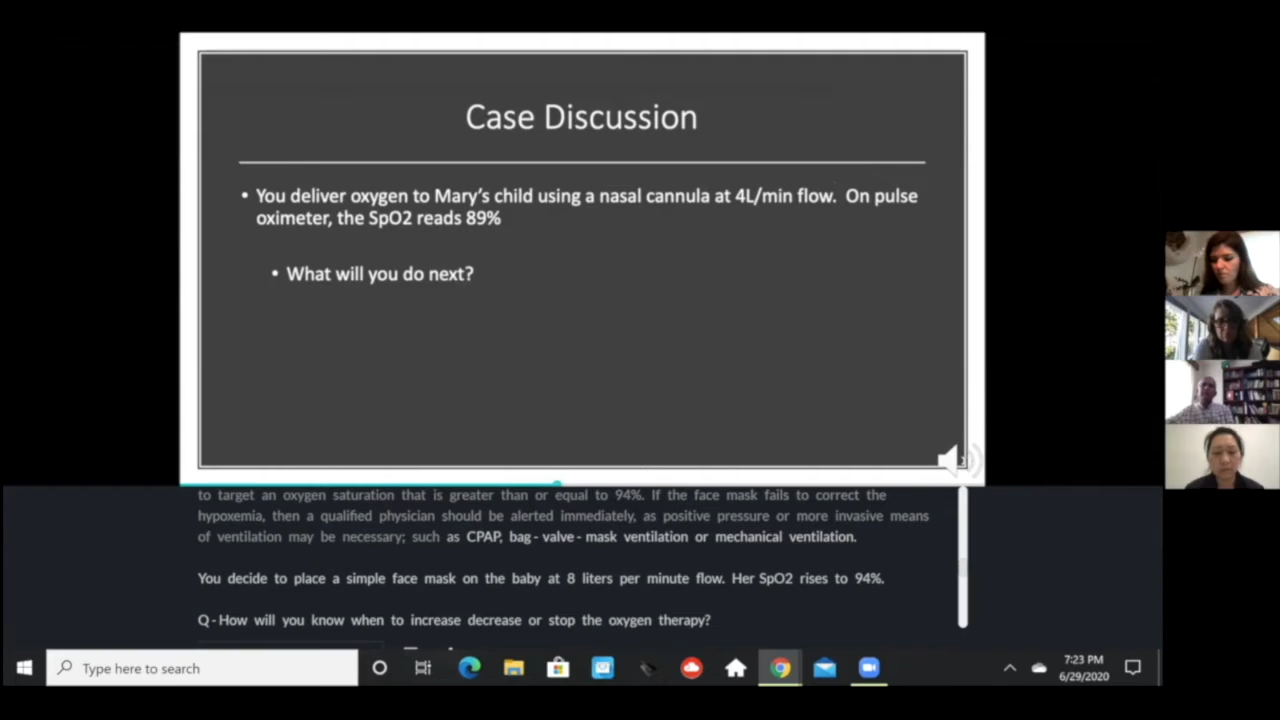 Case Discussion
• You deliver oxygen to Mary's child using a nasal cannula at 4L/min flow.  On pulse
oximeter, the SpO2 reads 89%
• What will you do next?
to target an oxygen saturation that is greater than or equal to 94%. If the face mask fails to correct the
hypoxemia, then a qualified physician should be alerted immediately, as positive pressure or more invasive means
of ventilation may be necessary; such as CPAP, bag-valve-mask ventilation or mechanical ventilation.
You decide to place a simple face mask on the baby at 8 liters per minute flow. Her SpO2 rises to 94%.
Q-How will you know when to increase decrease or stop the oxygen therapy?
Type here to search
7:23 PM
6/29/2020